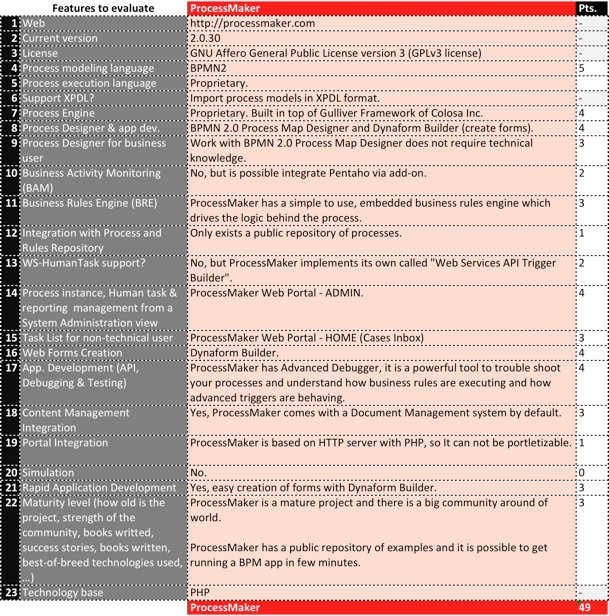 Features to evaluate ProcessMaker Pts.
1 Web http://processmaker.com -
2 Current version 2.0.30 -
3 License GNU Affero General Public License version 3 (GPLv3 license) -
4 Process modeling language BPMN2 5
5 Process execution language Proprietary.
6 Support XPDL? Import process models in XPDL format. -
7 Process Engine Proprietary. Built in top of Gulliver Framework of Colosa Inc. 4
8 Process Designer & app dev. BPMN 2.0 Process Map Designer and Dynaform Builder (create forms). 4
9 Process Designer for business Work with BPMN 2.0 Process Map Designer does not require technical 3
user knowledge.
10 Business Activity Monitoring No, but is possible integrate Pentaho via add-on. 2
(BAM)
11 Business Rules Engine (BRE) ProcessMaker has a simple to use, embedded business rules engine which 3
drives the logic behind the process.
12 Integration with Process and Only exists a public repository of processes. 1
Rules Repository
13 WS-HumanTask support? No, but ProcessMaker implements its own called "Web Services API Trigger 2
Builder".
14 Process instance, Human task & ProcessMaker Web Portal - ADMIN. 4
reporting management from a
System Administration view
15 Task List for non-technical user ProcessMaker Web Portal - HOME (Cases Inbox) 3
16 Web Forms Creation Dynaform Builder. 4
17 App. Development (API, ProcessMaker has Advanced Debugger, it is a powerful tool to trouble shoot 4
Debugging & Testing) your processes and understand how business rules are executing and how
advanced triggers are behaving.
18 Content Management Yes, ProcessMaker comes with a Document Management system by default. 3
Integration
19 Portal Integration ProcessMaker is based on HTTP server with PHP, so It can not be portletizable. 1
20 Simulation No. 0
21 Rapid Application Development Yes, easy creation of forms with Dynaform Builder. 3
22 Maturity level (how old is the ProcessMaker is a mature project and there is a big community around of 3
project, strength of the world.
community, books writted,
success stories, books written, ProcessMaker has a public repository of examples and it is possible to get
best-of-breed technologies used, running a BPM app in few minutes.
...)
23 Technology base PHP -
ProcessMaker 49